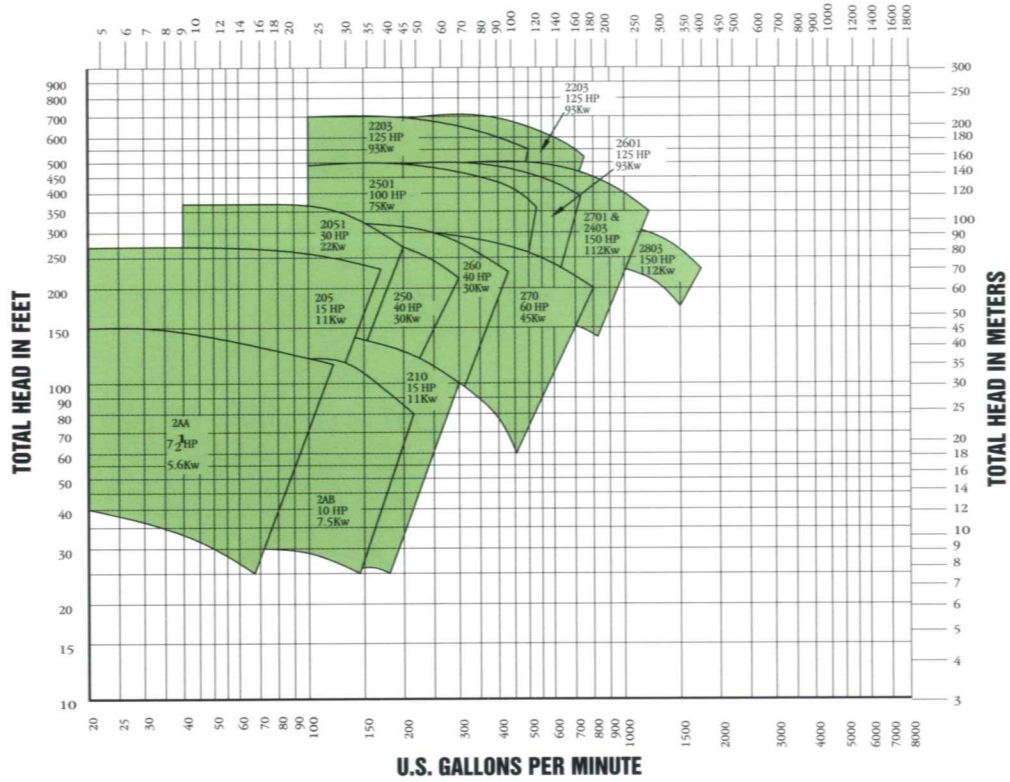 5 6 7 8 9 10 12 14 16 18 20 25 30 35 40 50 60 70 80 90 100 120 140 160 180 200 250 300 350 400 500 600 700 800 900 1000 1200 1400 1600 1800
TOTAL HEAD IN FEET
900
800
700
600
500
450
400
350
300
250
200
150
100
90
80
70
60
50
40
30
20
15
10
2203
125 HP
93Kw
2203
125 HP
93Kw
2601
125 HP
93Kw
2501
100 HP
75Kw
2051
30 HP
22Kw
2701 &
2403
150 HP
112Kw
2803
150 HP
112Kw
205
15 HP
11Kw
250
40 HP
30Kw
260
40 HP
30Kw
270
60 HP
45Kw
210
15 HP
11Kw
2AA
7 1/2 HP
5.6Kw
2AB
10 HP
7.5Kw
300
250
200
180
160
140
120
100
90
80
70
60
50
45
40
35
30
25
20
18
16
14
12
10
9
8
7
6
5
4
3
TOTAL HEAD IN METERS
20 25 30 40 50 60 70 80 90 100 150 200 300 400 500 600 700 800 900 1000 1500 2000 3000 4000 5000 6000 7000 8000
U.S. GALLONS PER MINUTE